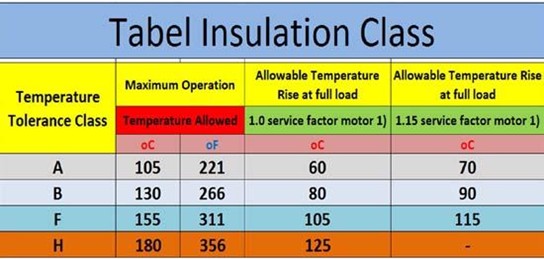 Tabel Insulation Class
Temperature Tolerance Class
Maximum Operation
Allowable Temperature Rise at full load
Allowable Temperature Rise at full load
Temperature Allowed
1.0 service factor motor 1)
1.15 service factor motor 1)
oC oF oC oC
A 105 221 60 70
B 130 266 80 90
F 155 311 105 115
H 180 356 125 -